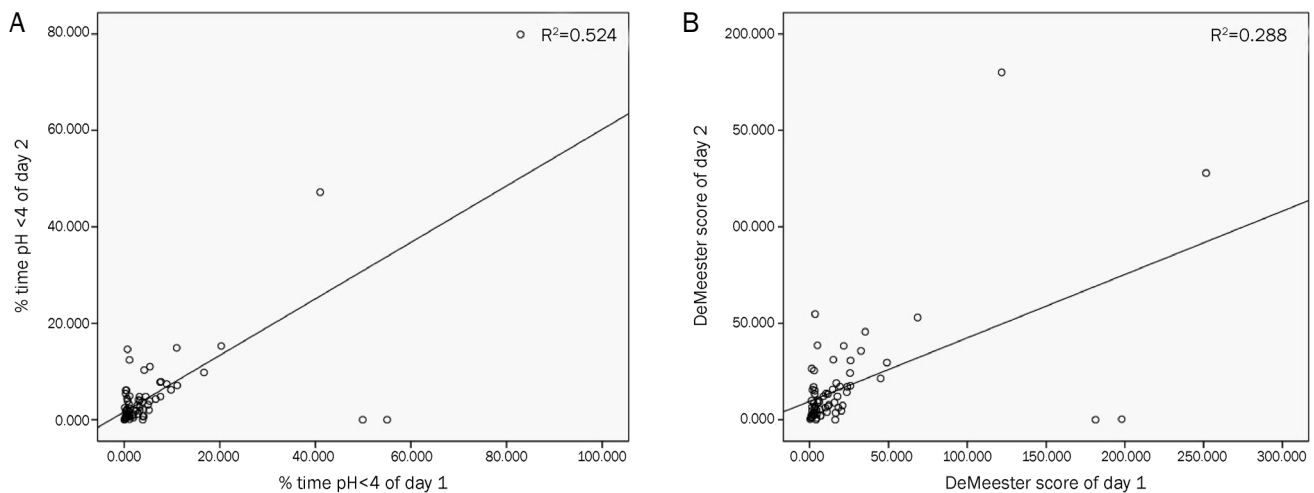 A
80.000
60.000
40.000
20.000
0.000
% time pH <4 of day 2
R²=0.524
0.000 20.000 40.000 60.000 80.000 100.000
% time pH<4 of day 1
B
200.000
50.000
00.000
50.000
0.000
DeMeester score of day 2
R²=0.288
0.000 50.000 100.000 150.000 200.000 250.000 300.000
DeMeester score of day 1